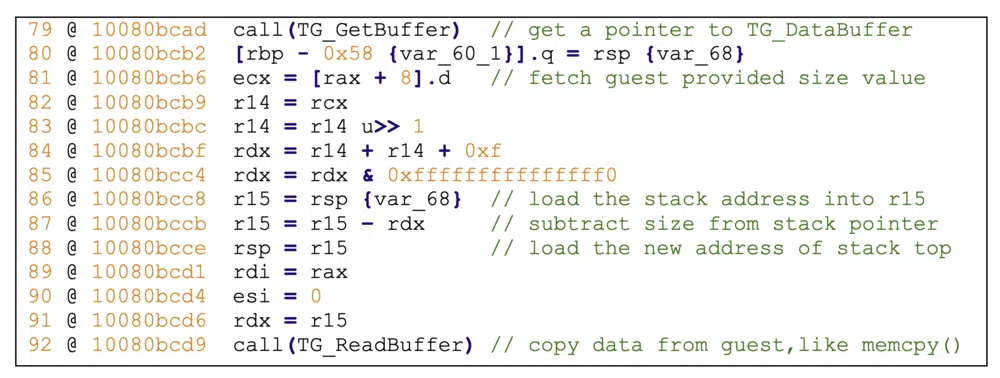 79 @ 10080bcad call(TG_GetBuffer) // get a pointer to TG_DataBuffer
80 @ 10080bcb2 [rbp - 0x58 {var_60_1}].q = rsp {var_68}
81 @ 10080bcb6 ecx = [rax + 8].d // fetch guest provided size value
82 @ 10080bcb9 r14 = rcx
83 @ 10080bcbc r14 = r14 u>> 1
84 @ 10080bcbf rdx = r14 + r14 + 0xf
85 @ 10080bcc4 rdx = rdx & 0xfffffffffffffff0
86 @ 10080bcc8 r15 = rsp {var_68} // load the stack address into r15
87 @ 10080bccb r15 = r15 - rdx // subtract size from stack pointer
88 @ 10080bcce rsp = r15 // load the new address of stack top
89 @ 10080bcd1 rdi = rax
90 @ 10080bcd4 esi = 0
91 @ 10080bcd6 rdx = r15
92 @ 10080bcd9 call(TG_ReadBuffer) // copy data from guest,like memcpy()